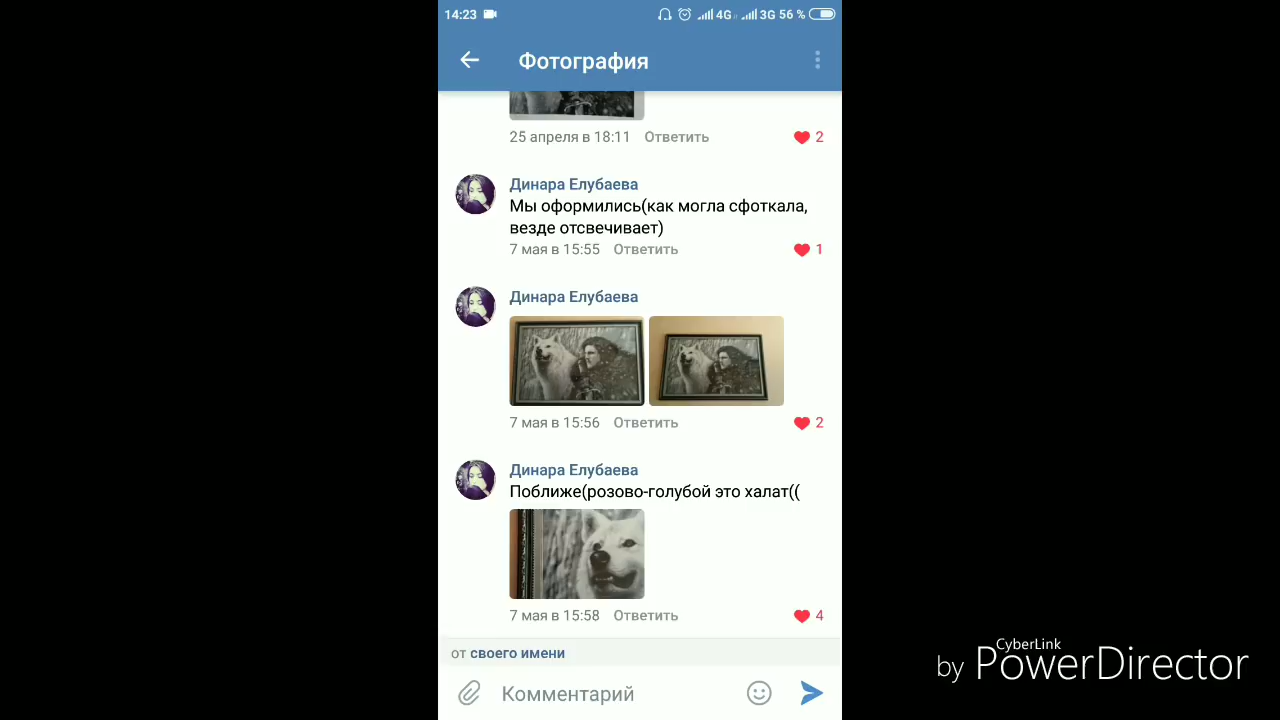 14:23 4G 3G 56 %
Фотография
25 апреля в 18:11 Ответить 2
Динара Елубаева
Мы оформились(как могла сфоткала,
везде отсвечивает)
7 мая в 15:55 Ответить 1
Динара Елубаева
7 мая в 15:56 Ответить 2
Динара Елубаева
Поближе(розово-голубой это халат((
7 мая в 15:58 Ответить 4
от своего имени
Комментарий
CyberLink
by PowerDirector